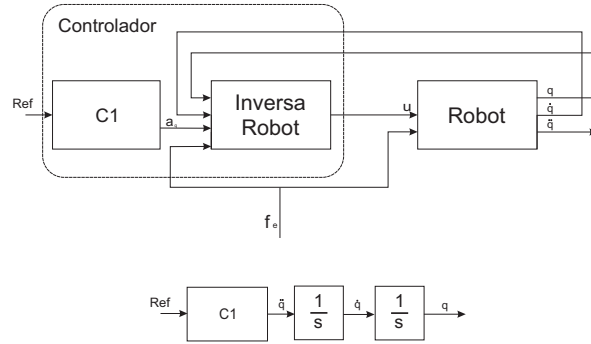 Controlador
Ref
C1
a q
Inversa
Robot
u
Robot
q
q̇
q̈
f e
Ref
C1
q̈
1
s
q̇
1
s
q